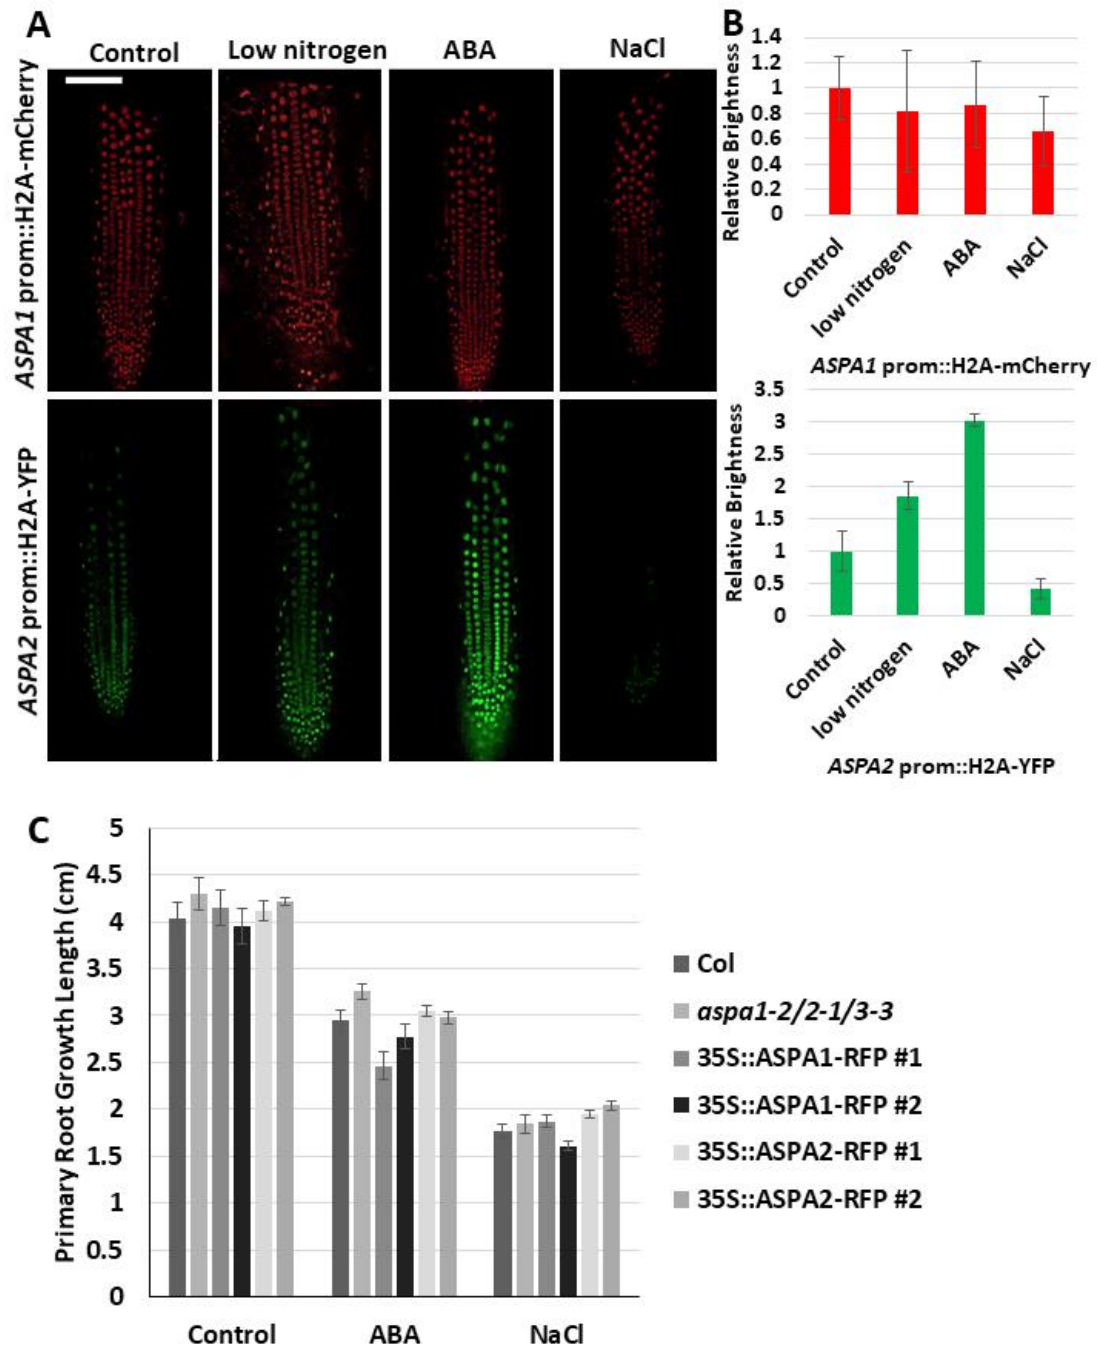 A
Control
Low nitrogen
ABA
NaCl
ASPA1 prom::H2A-mCherry
ASPA2 prom::H2A-YFP
B
Relative Brightness
1.4
1.2
1
0.8
0.6
0.4
0.2
0
Control
low nitrogen
ABA
NaCl
ASPA1 prom::H2A-mCherry
Relative Brightness
3.5
3
2.5
2
1.5
1
0.5
0
Control
low nitrogen
ABA
NaCl
ASPA2 prom::H2A-YFP
C
Primary Root Growth Length (cm)
5
4.5
4
3.5
3
2.5
2
1.5
1
0.5
0
Control
ABA
NaCl
Col
aspa1-2/2-1/3-3
35S::ASPA1-RFP #1
35S::ASPA1-RFP #2
35S::ASPA2-RFP #1
35S::ASPA2-RFP #2